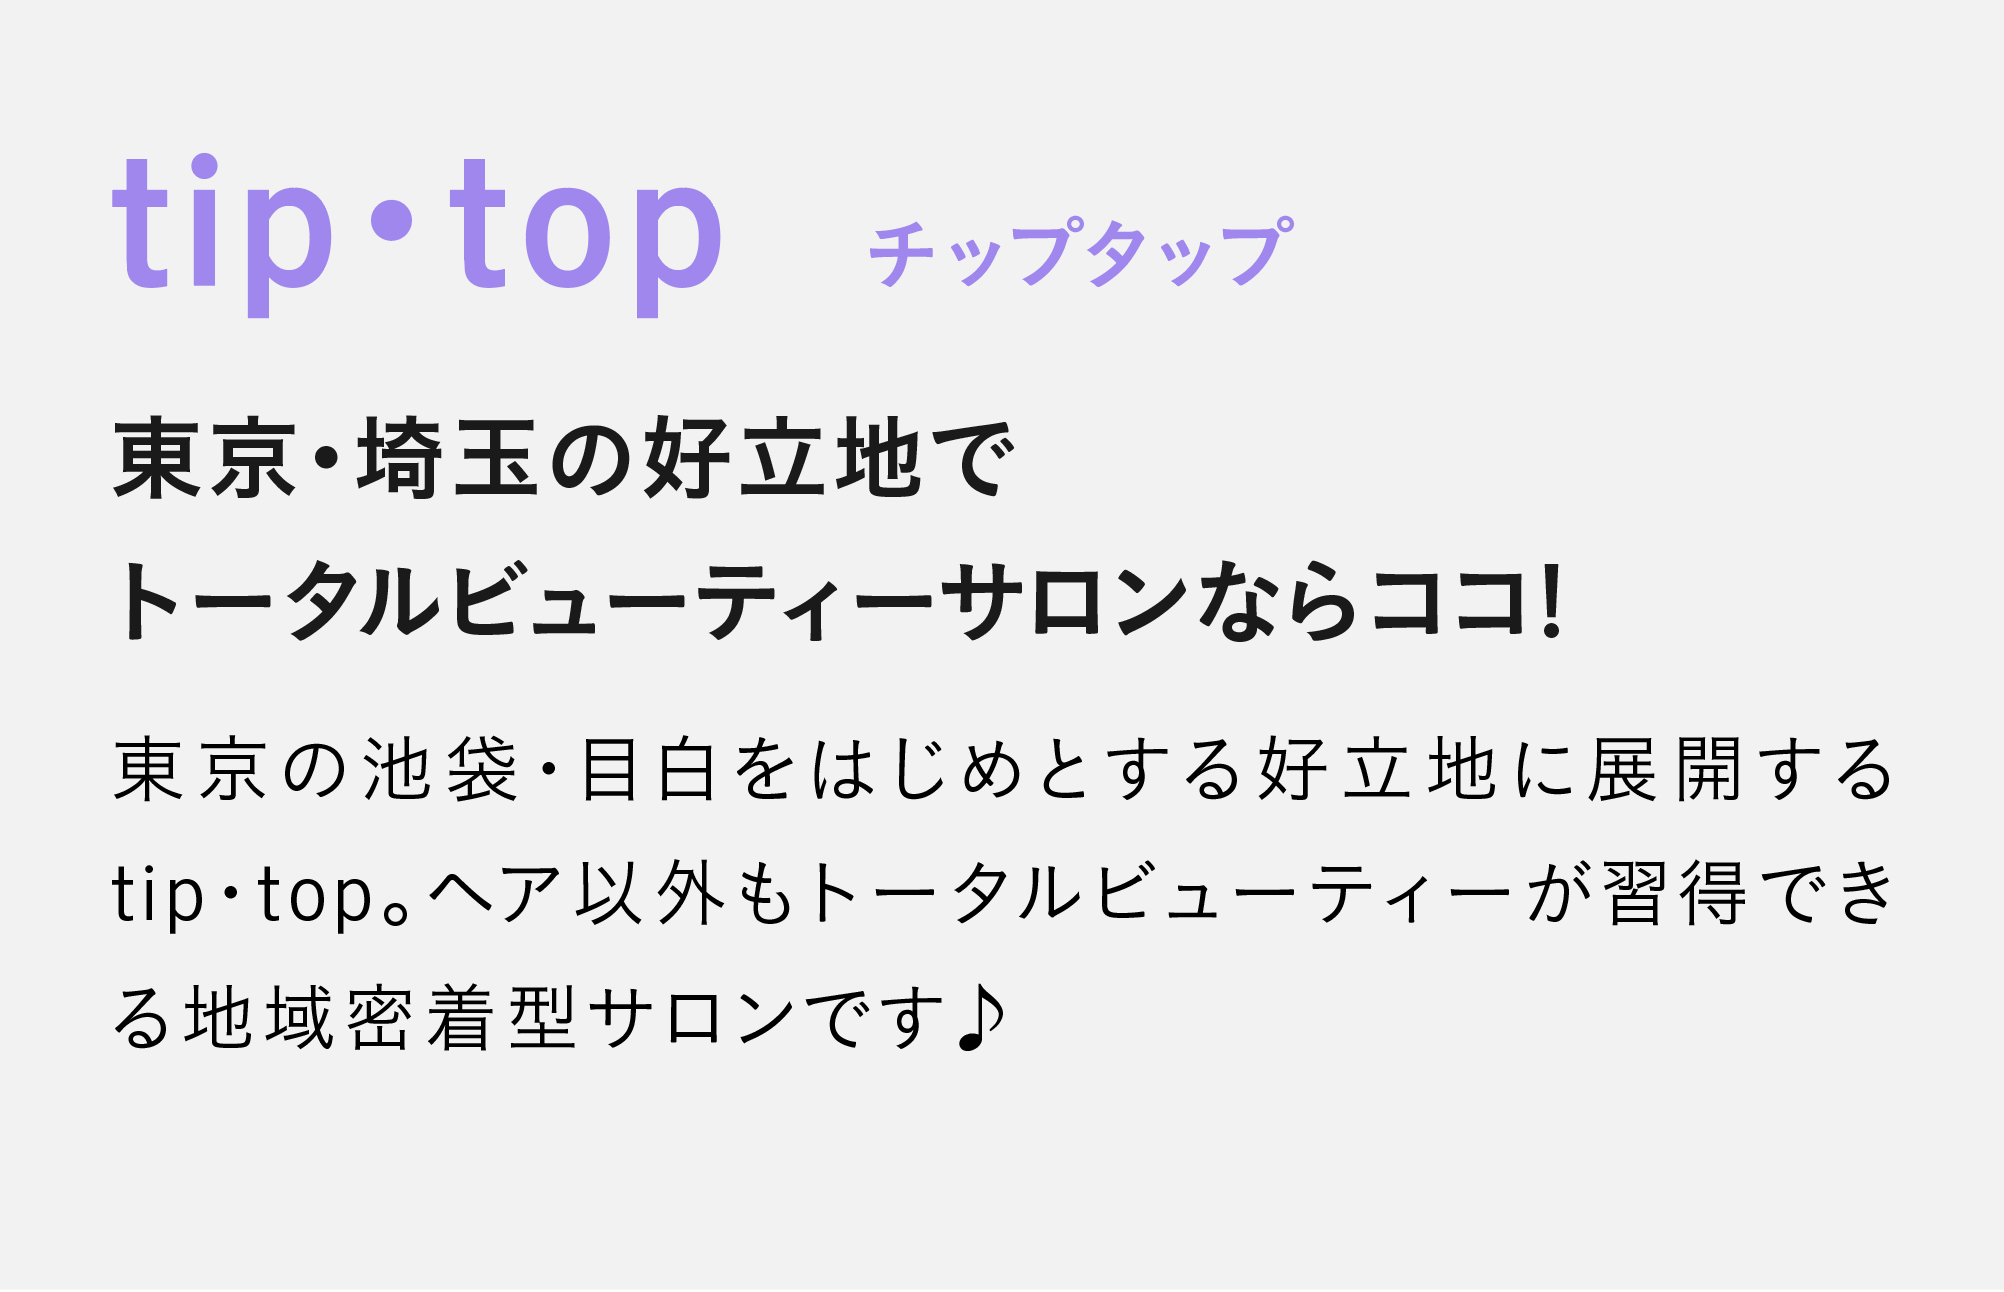 tip・top チップタップ
東京・埼玉の好立地で
トータルビューティーサロンならココ！
東京の池袋・目白をはじめとする好立地に展開する
tip・top。ヘア以外もトータルビューティーが習得でき
る地域密着型サロンです♪